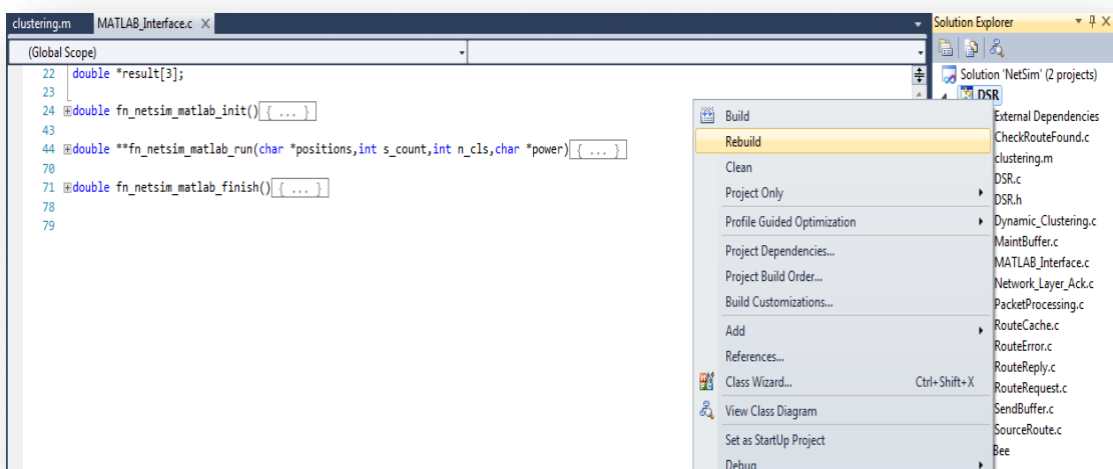 clustering.m MATLAB_Interface.c X
(Global Scope)
22 double *result[3];
23
24 double fn_netsim_matlab_init() { ... }
43
44 double **fn_netsim_matlab_run(char *positions,int s_count,int n_cls,char *power) { ... }
70
71 double fn_netsim_matlab_finish() { ... }
78
79
Build
Rebuild
Clean
Project Only
Profile Guided Optimization
Project Dependencies...
Project Build Order...
Build Customizations...
Add
References...
Class Wizard... Ctrl+Shift+X
View Class Diagram
Set as StartUp Project
Debug
Solution Explorer
Solution 'NetSim' (2 projects)
DSR
External Dependencies
CheckRouteFound.c
clustering.m
DSR.c
DSR.h
Dynamic_Clustering.c
MaintBuffer.c
MATLAB_Interface.c
Network_Layer_Ack.c
PacketProcessing.c
RouteCache.c
RouteError.c
RouteReply.c
RouteRequest.c
SendBuffer.c
SourceRoute.c
Bee